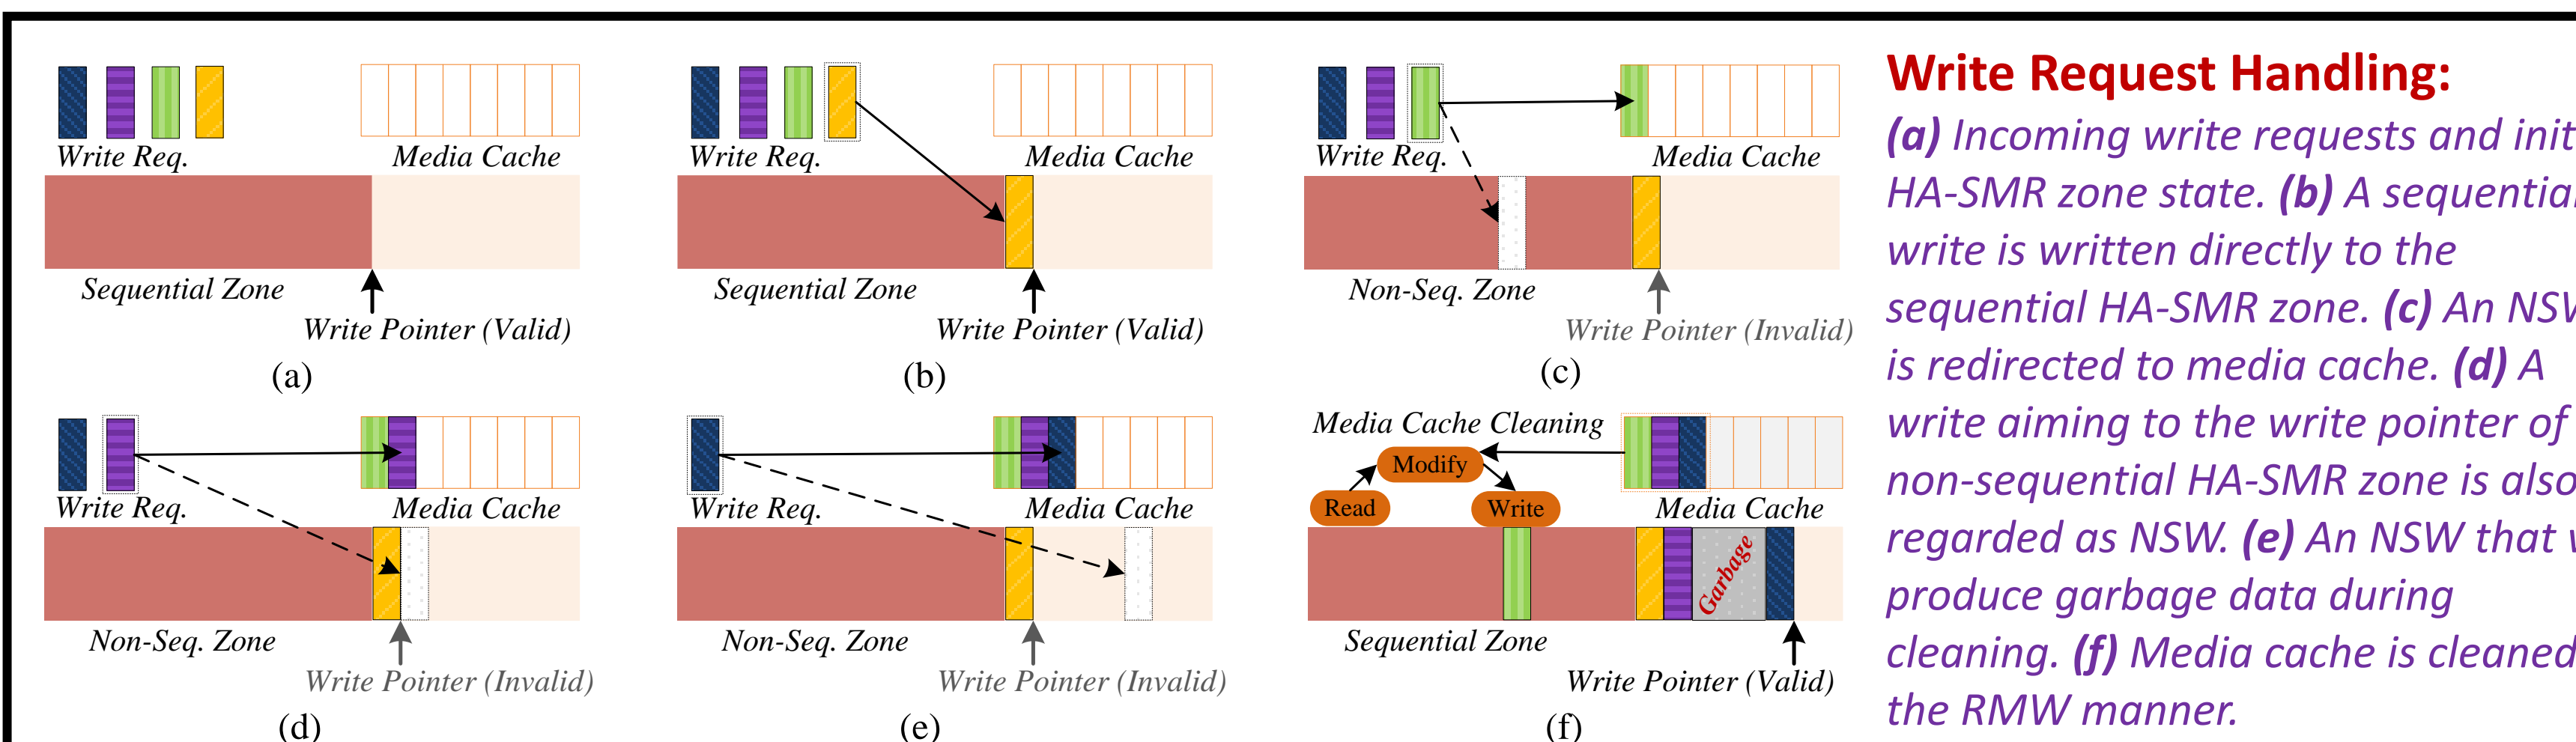 Write Req.
Media Cache
Sequential Zone
Write Pointer (Valid)
(a)
Write Req.
Media Cache
Sequential Zone
Write Pointer (Valid)
(b)
Write Req.
Media Cache
Non-Seq. Zone
Write Pointer (Invalid)
(c)
Write Req.
Media Cache
Non-Seq. Zone
Write Pointer (Invalid)
(d)
Write Req.
Media Cache
Non-Seq. Zone
Write Pointer (Invalid)
(e)
Media Cache Cleaning
Modify
Read
Write
Media Cache
Garbage
Sequential Zone
Write Pointer (Valid)
(f)
Write Request Handling:
(a) Incoming write requests and
HA-SMR zone state. (b) A sequential
write is written directly to the
sequential HA-SMR zone. (c) An
is redirected to media cache. (d) A
write aiming to the write pointer of
non-sequential HA-SMR zone is also
regarded as NSW. (e) An NSW that
produce garbage data during
cleaning. (f) Media cache is cleaned
the RMW manner.